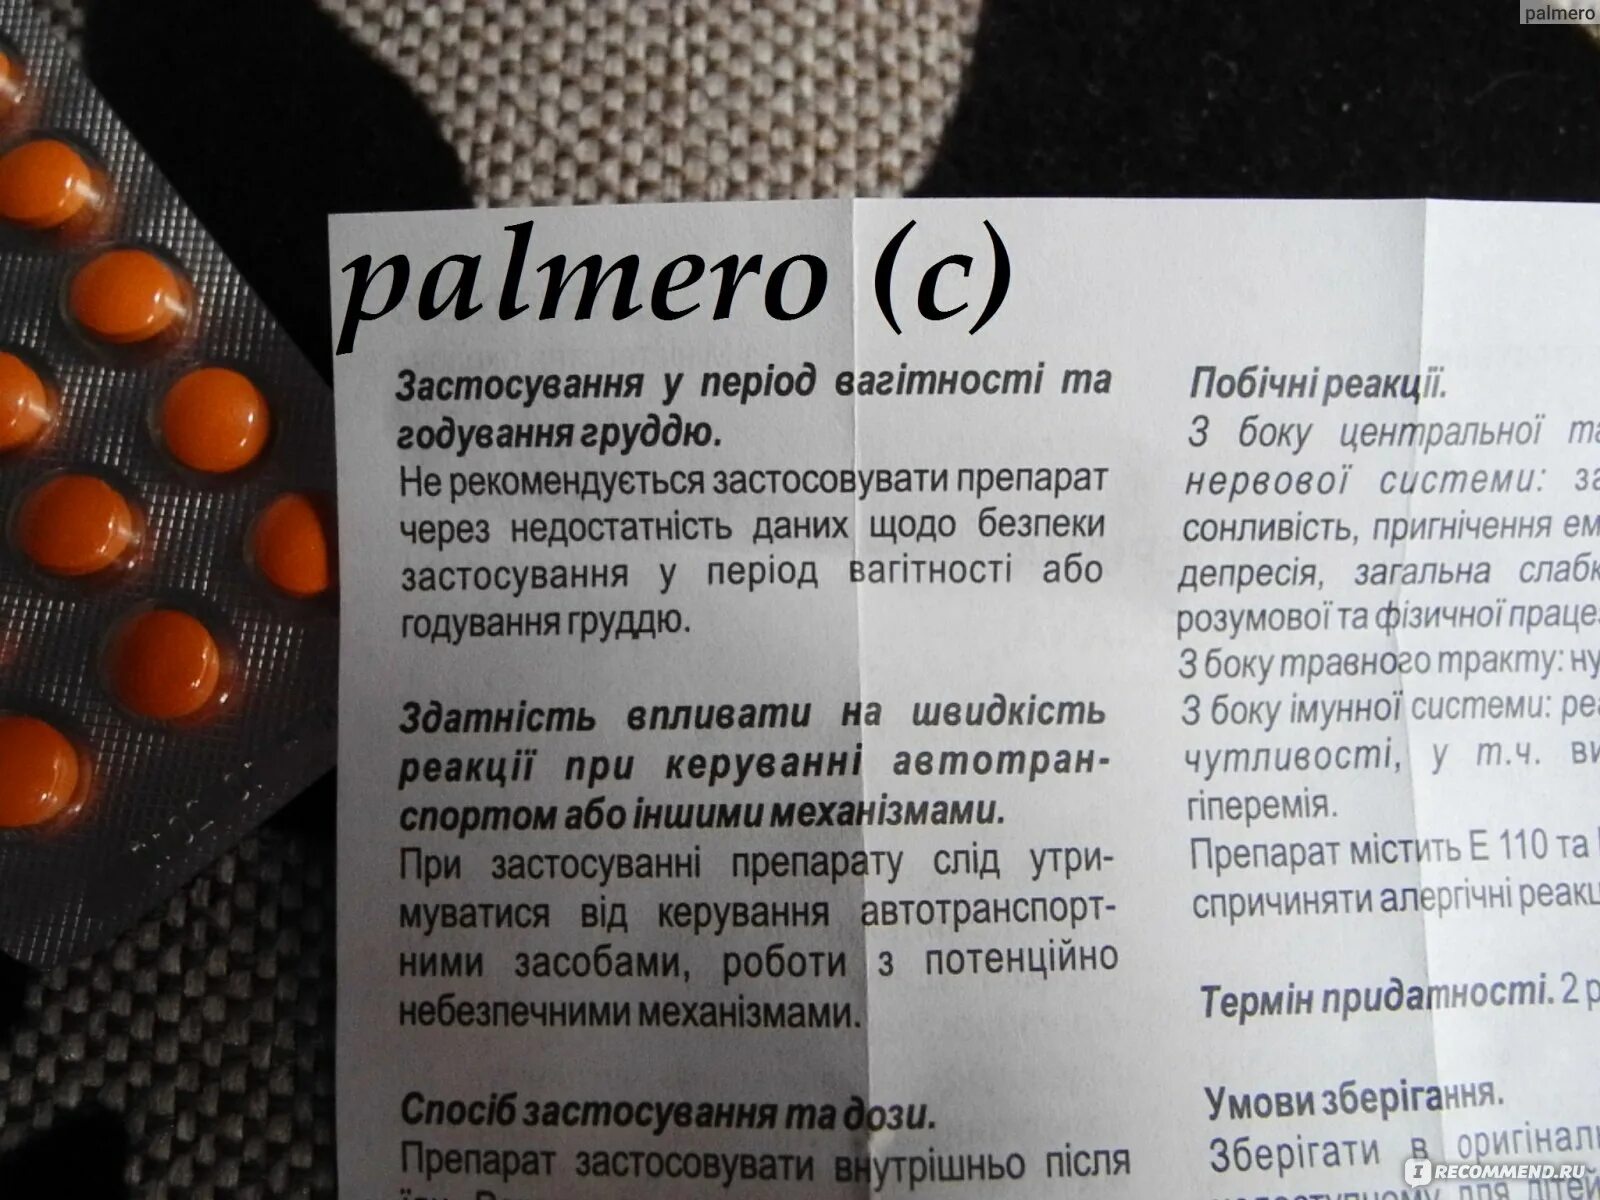 palmero
palmero (c)
Застосування у період вагітності та
годування груддю.
Не рекомендується застосовувати препарат
через недостатність даних щодо безпеки
застосування у період вагітності або
годування груддю.
Здатність впливати на швидкість
реакції при керуванні автотран-
спортом або іншими механізмами.
При застосуванні препарату слід утри-
муватися від керування автотранспорт-
ними засобами, роботи з потенційно
небезпечними механізмами.
Спосіб застосування та дози.
Препарат застосовувати внутрішньо після
Побічні реакції.
З боку центральної
нервової системи:
сонливість, пригнічення
депресія, загальна
розумової та фізичної
З боку травного тракту:
З боку імунної системи:
чутливості, у т.ч.
гіперемія.
Препарат містить Е 110 та
спричиняти алергічні
Термін придатності. 2
Умови зберігання.
Зберігати в
IRECOMMEND.RU